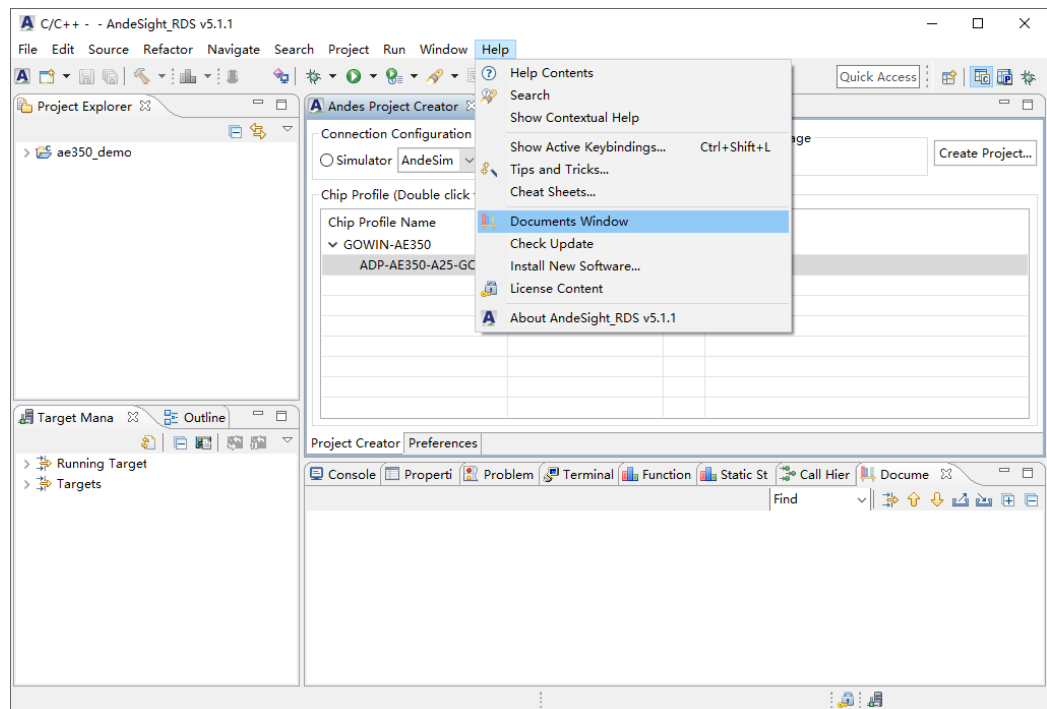 C/C++ - - AndeSight_RDS v5.1.1
File Edit Source Refactor Navigate Search Project Run Window Help
Quick Access
Project Explorer
ae350_demo
Andes Project Creator
Connection Configuration
Simulator AndeSim
Create Project...
Chip Profile (Double click
Chip Profile Name
GOWIN-AE350
ADP-AE350-A25-GC
Help Contents
Search
Show Contextual Help
Show Active Keybindings... Ctrl+Shift+L
Tips and Tricks...
Cheat Sheets...
Documents Window
Check Update
Install New Software...
License Content
About AndeSight_RDS v5.1.1
Project Creator Preferences
Target Mana Outline
Running Target
Targets
Console Properti Problem Terminal Function Static St Call Hier Docume
Find